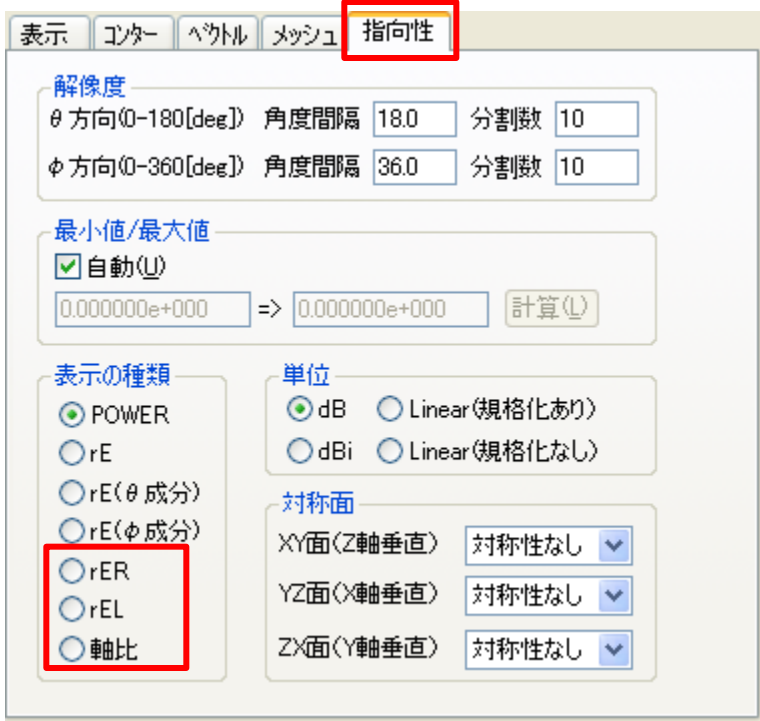 表示 コンター ベクトル メッシュ 指向性
解像度
θ方向(0-180[deg]) 角度間隔 18.0 分割数 10
φ方向(0-360[deg]) 角度間隔 36.0 分割数 10
最小値/最大値
自動(U)
0.000000e+000 => 0.000000e+000 計算(L)
表示の種類
POWER
rE
rE(θ成分)
rE(φ成分)
rER
rEL
軸比
単位
dB Linear(規格化あり)
dBi Linear(規格化なし)
対称面
XY面(Z軸垂直) 対称性なし
YZ面(X軸垂直) 対称性なし
ZX面(Y軸垂直) 対称性なし